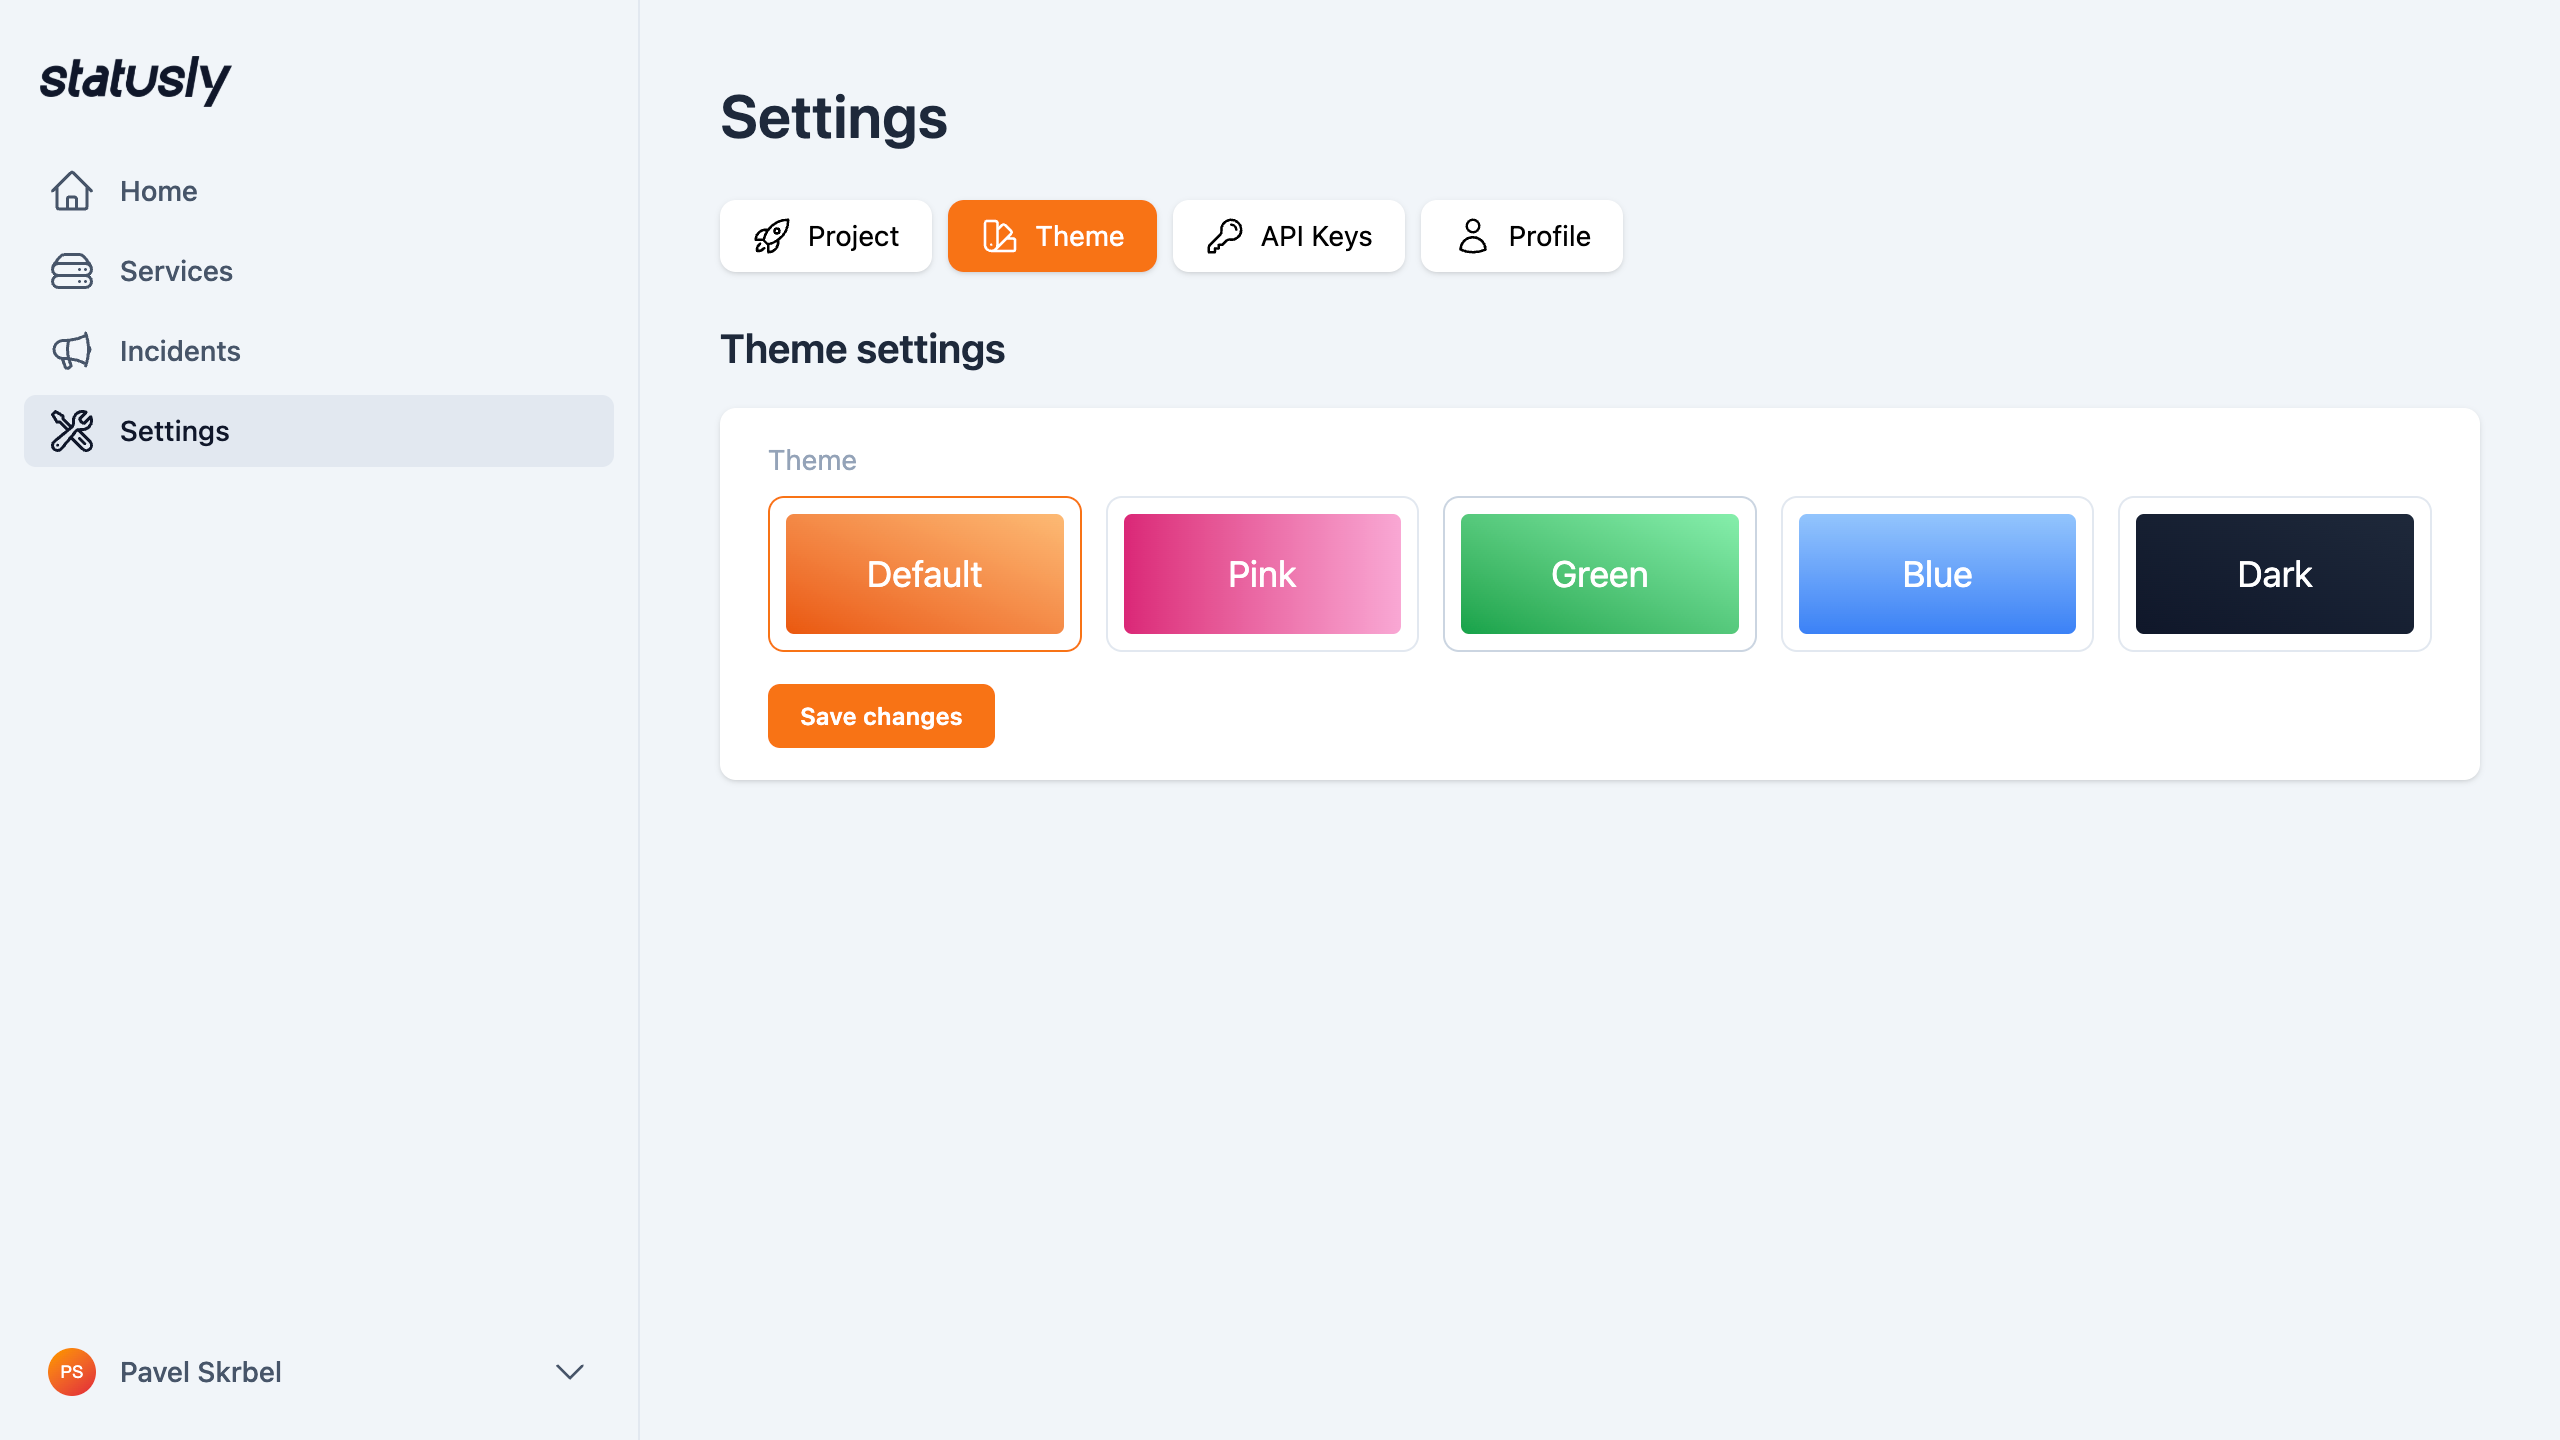 statusly
Home
Services
Incidents
Settings
PS Pavel Skrbel
Settings
Project Theme API Keys Profile
Theme settings
Theme
Default Pink Green Blue Dark
Save changes